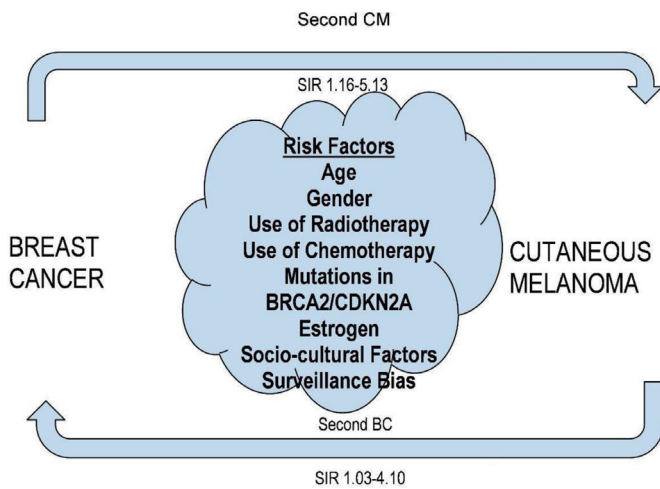 Second CM
SIR 1.16-5.13
Risk Factors
Age
Gender
Use of Radiotherapy
Use of Chemotherapy
Mutations in
BRCA2/CDKN2A
Estrogen
Socio-cultural Factors
Surveillance Bias
BREAST
CANCER
CUTANEOUS
MELANOMA
Second BC
SIR 1.03-4.10